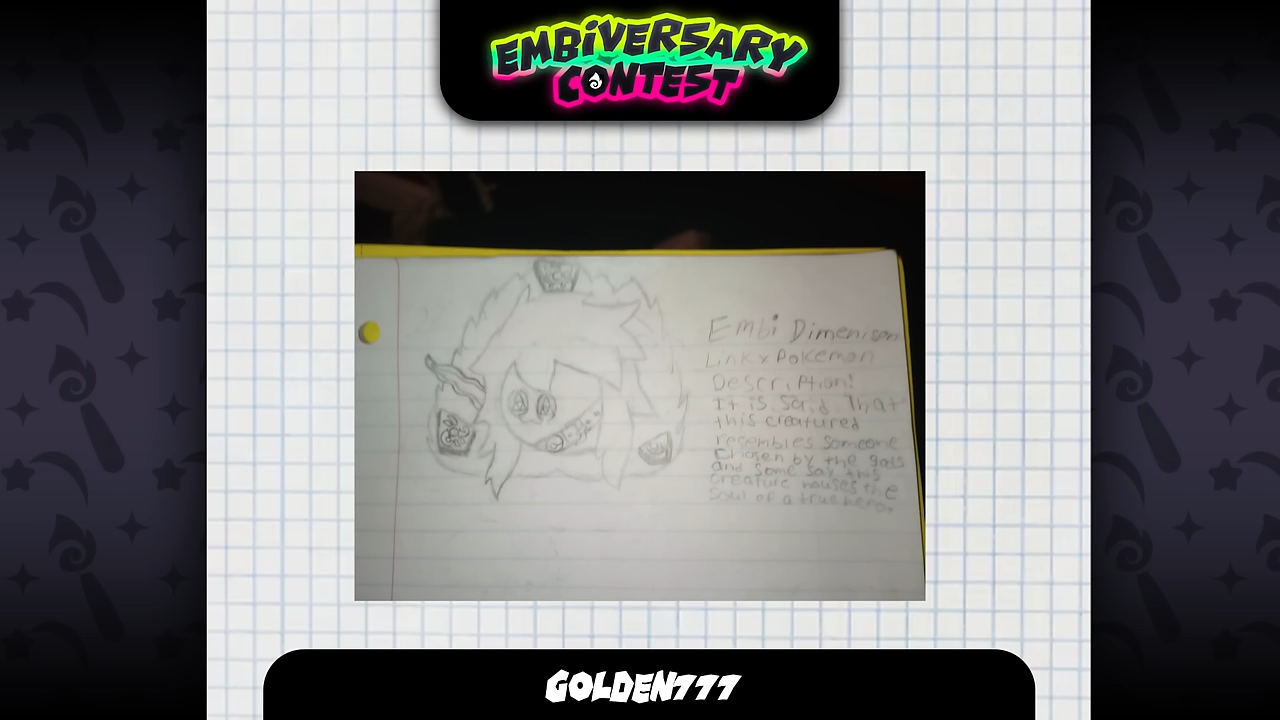 EMBiVERSARY
CONTEST
Embi Dimenison
Link x Pokemon
Description:
It is said That
this creatured
resembles someone
Chosen by the gods
and some say this
creature houses the
soul of a true hero.
GOLDEN777